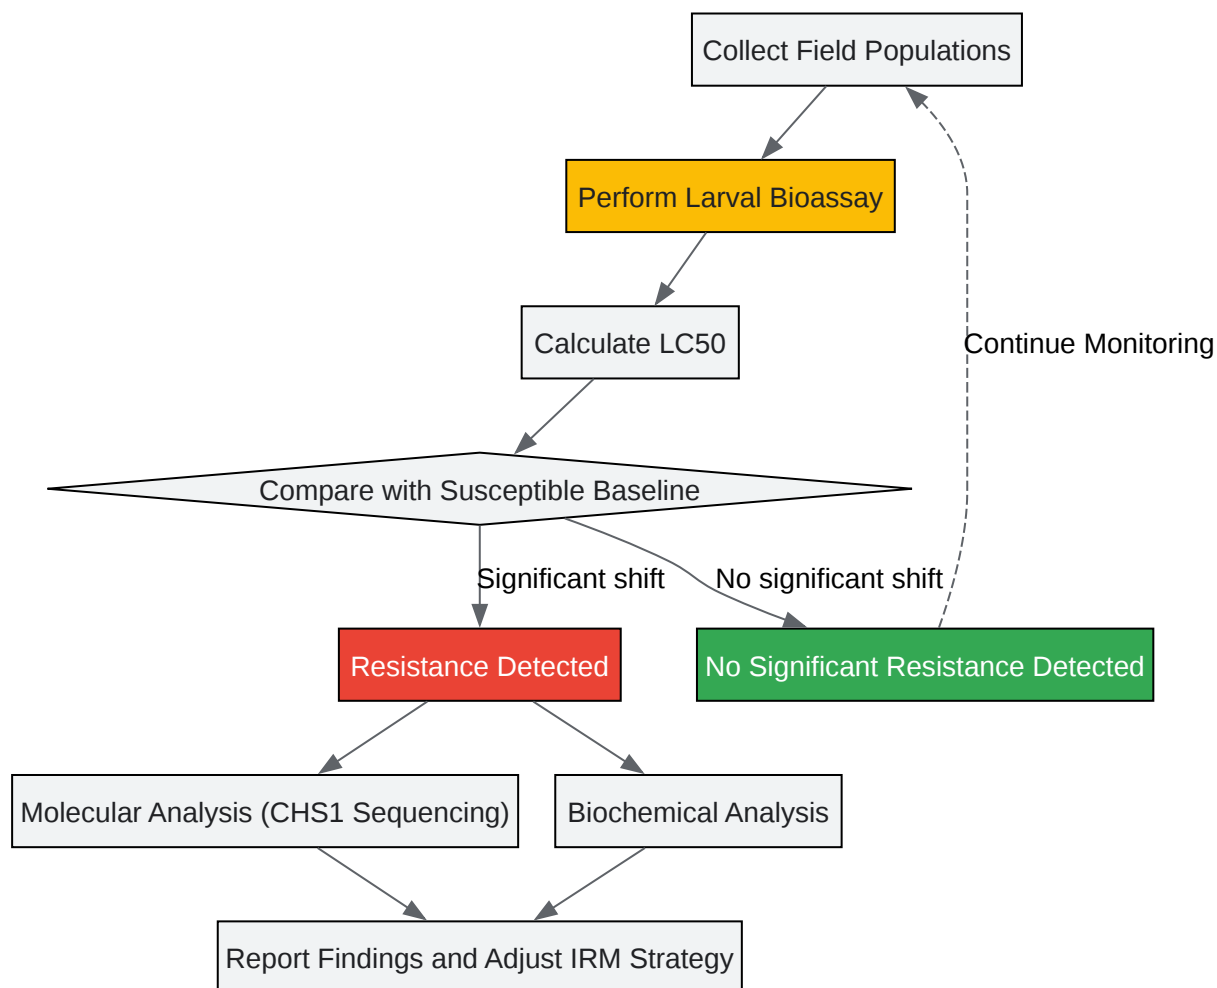 Collect Field Populations
Perform Larval Bioassay
Calculate LC50
Continue Monitoring
Compare with Susceptible Baseline
Significant shift
No significant shift
Resistance Detected
No Significant Resistance Detected
Molecular Analysis (CHS1 Sequencing)
Biochemical Analysis
Report Findings and Adjust IRM Strategy